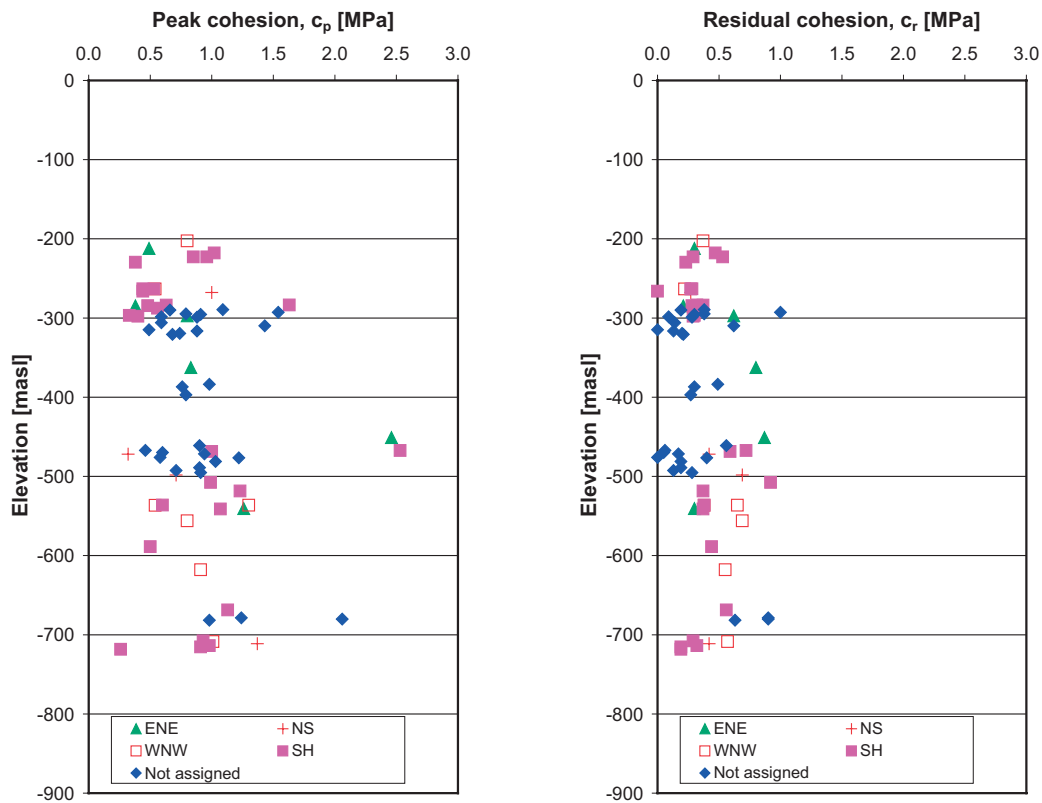 Peak cohesion, cp [MPa]
0.0 0.5 1.0 1.5 2.0 2.5 3.0
0
-100
-200
-300
-400
-500
-600
-700
-800
-900
Elevation [masl]
ENE NS
WNW SH
Not assigned
Residual cohesion, cr [MPa]
0.0 0.5 1.0 1.5 2.0 2.5 3.0
0
-100
-200
-300
-400
-500
-600
-700
-800
-900
Elevation [masl]
ENE NS
WNW SH
Not assigned